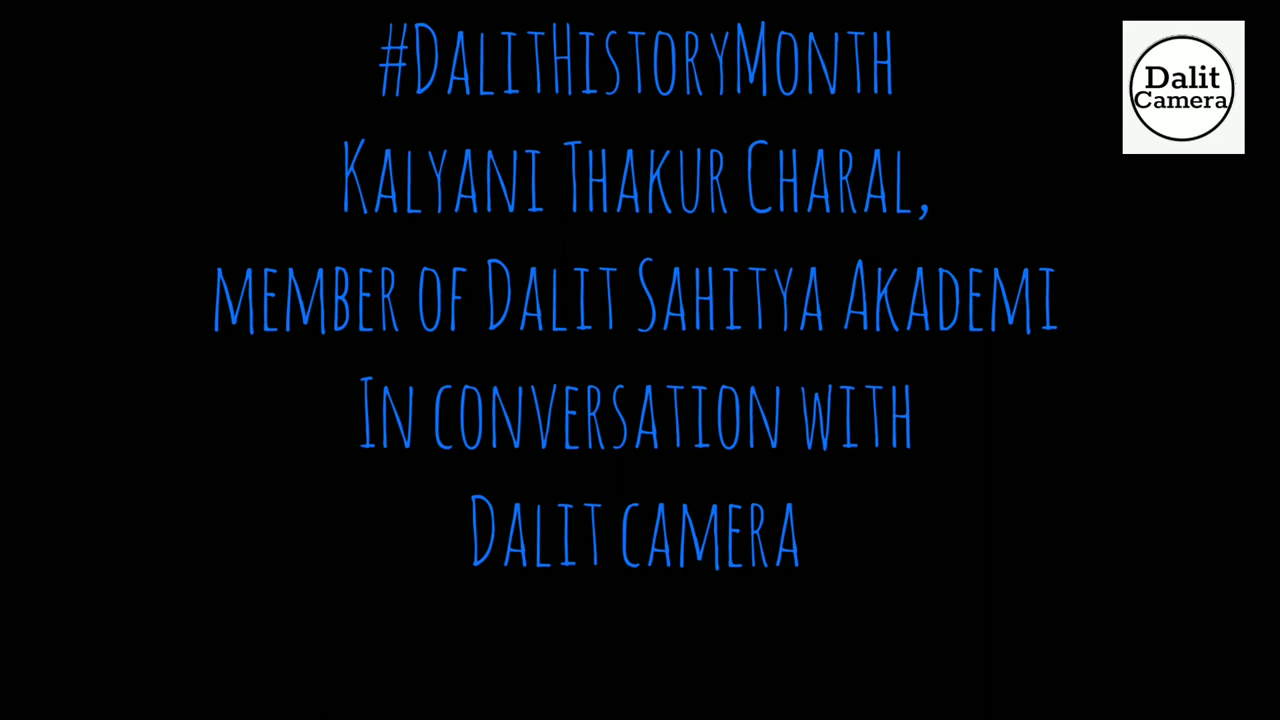 #DalitHistoryMonth
Kalyani Thakur Charal,
member of Dalit Sahitya Akademi
In conversation with
Dalit camera
Dalit
Camera